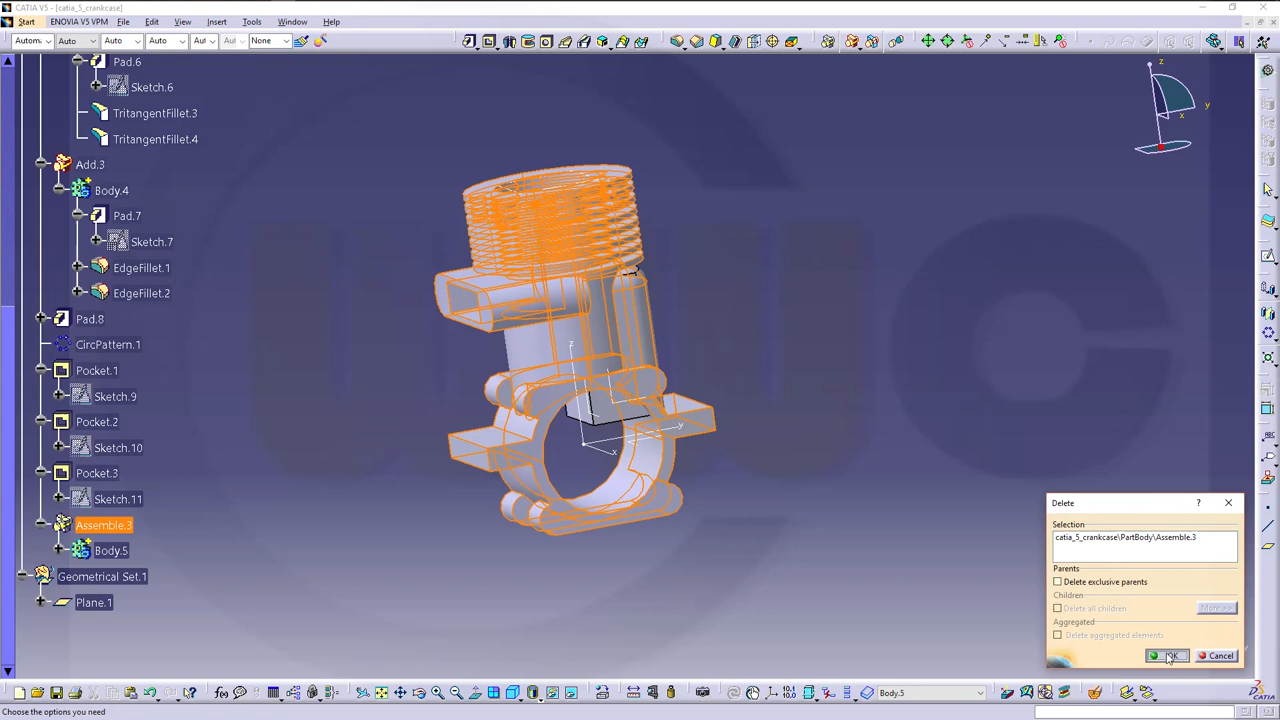 CATIA V5 - [catia_5_crankcase]
Start ENOVIA V5 VPM File Edit View Insert Tools Window Help
Autom Auto Auto Auto Aut Aut None
Pad.6
Sketch.6
TritangentFillet.3
TritangentFillet.4
Add.3
Body.4
Pad.7
Sketch.7
EdgeFillet.1
EdgeFillet.2
Pad.8
CircPattern.1
Pocket.1
Sketch.9
Pocket.2
Sketch.10
Pocket.3
Sketch.11
Assemble.3
Body.5
Geometrical Set.1
Plane.1
z
y
x
z
y
x
Delete ?
Selection
catia_5_crankcase\PartBody\Assemble.3
Parents
Delete exclusive parents
Children
Delete all children More >>
Aggregated
Delete aggregated elements
OK Cancel
Body.5
Choose the options you need